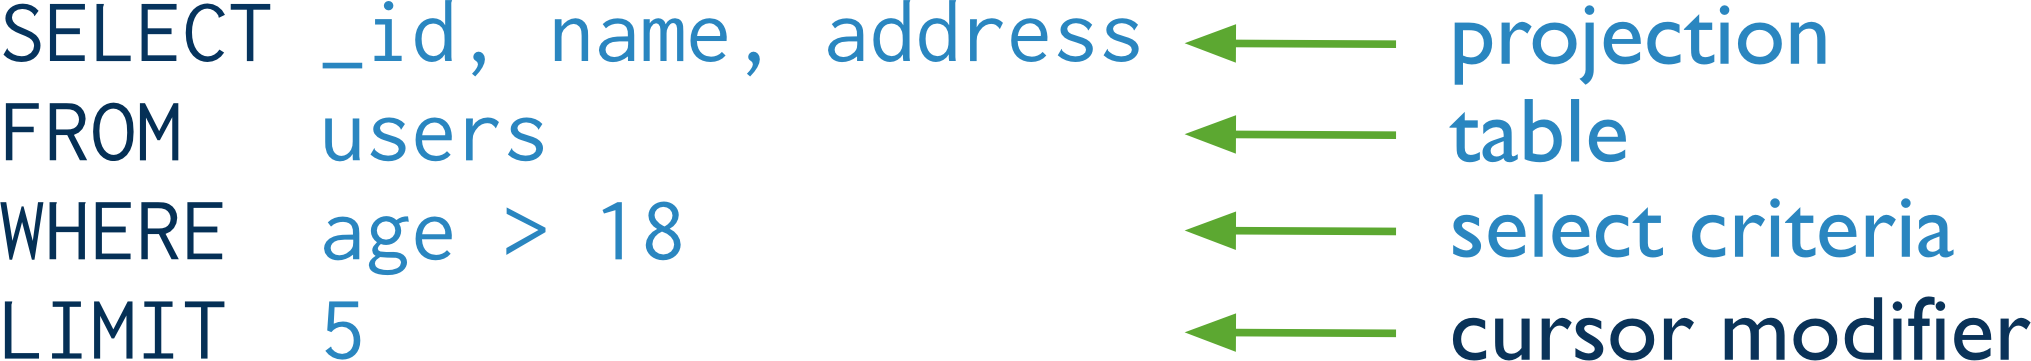 SELECT _id, name, address projection
FROM users table
WHERE age > 18 select criteria
LIMIT 5 cursor modifier